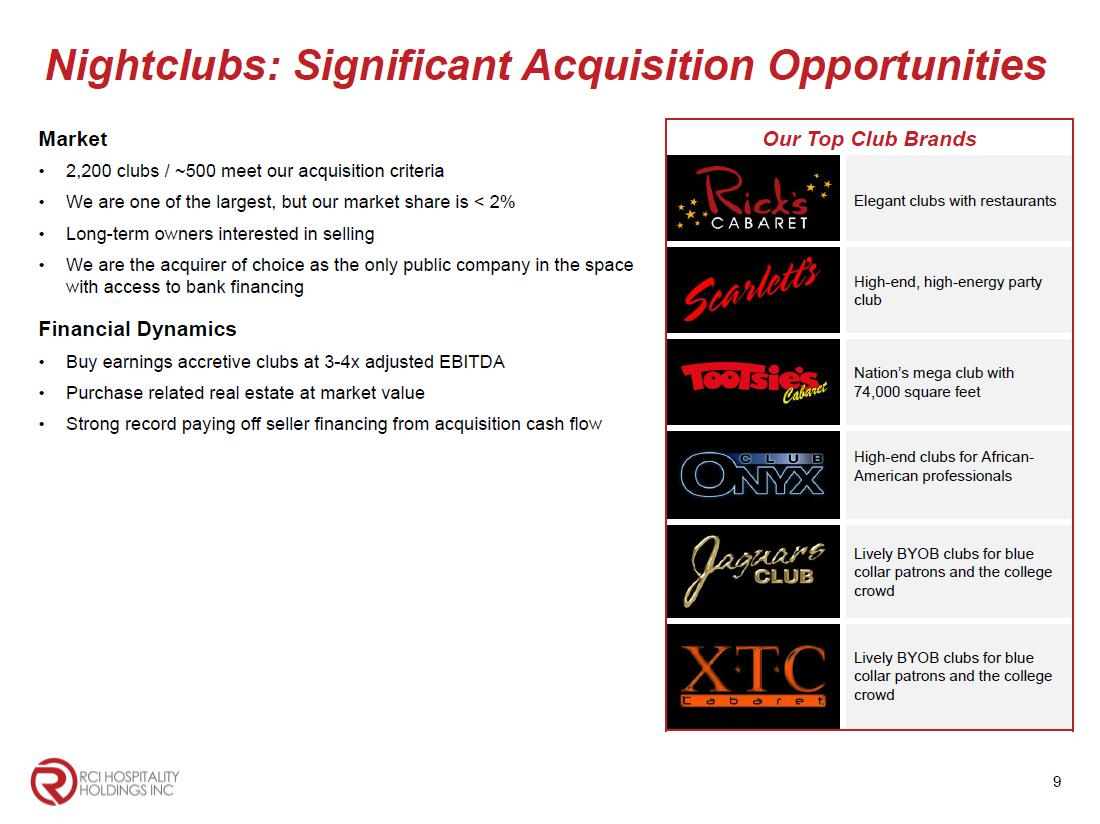 Nightclubs: Significant Acquisition Opportunities
Market
• 2,200 clubs / ~500 meet our acquisition criteria
• We are one of the largest, but our market share is < 2%
• Long-term owners interested in selling
• We are the acquirer of choice as the only public company in the space
with access to bank financing
Financial Dynamics
• Buy earnings accretive clubs at 3-4x adjusted EBITDA
• Purchase related real estate at market value
• Strong record paying off seller financing from acquisition cash flow
Our Top Club Brands
Rick's
CABARET
Elegant clubs with restaurants
Scarlett's
High-end, high-energy party
club
Tootsie's
Cabaret
Nation's mega club with
74,000 square feet
CLUB
ONYX
High-end clubs for African-
American professionals
Jaguars
CLUB
Lively BYOB clubs for blue
collar patrons and the college
crowd
X·T·C
Cabaret
Lively BYOB clubs for blue
collar patrons and the college
crowd
R
RCI HOSPITALITY
HOLDINGS INC
9